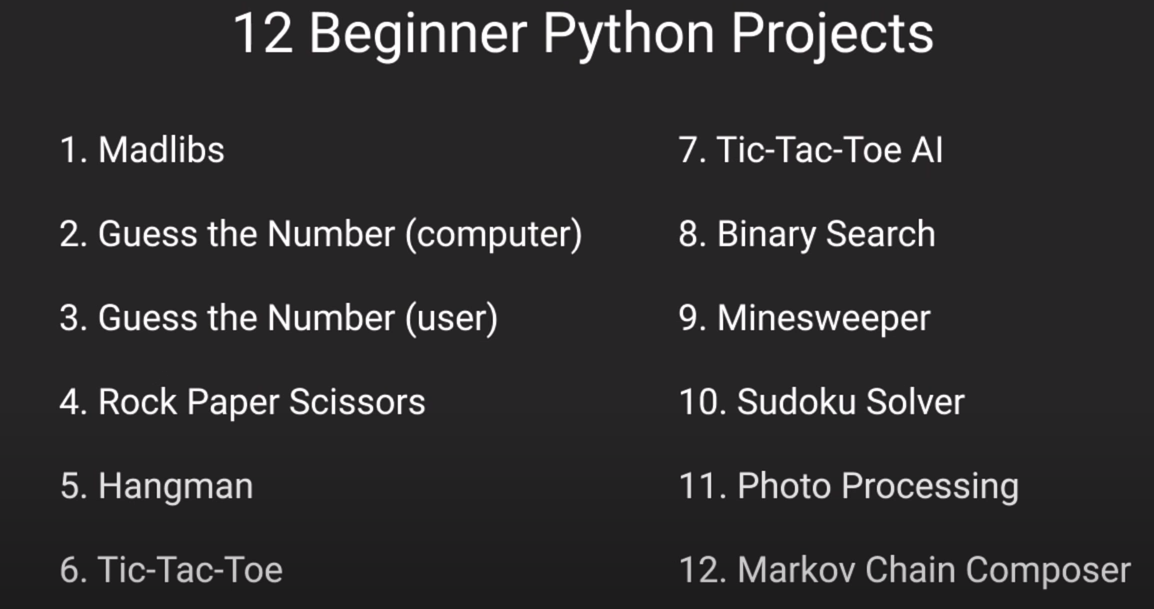 12 Beginner Python Projects
1. Madlibs
2. Guess the Number (computer)
3. Guess the Number (user)
4. Rock Paper Scissors
5. Hangman
6. Tic-Tac-Toe
7. Tic-Tac-Toe AI
8. Binary Search
9. Minesweeper
10. Sudoku Solver
11. Photo Processing
12. Markov Chain Composer